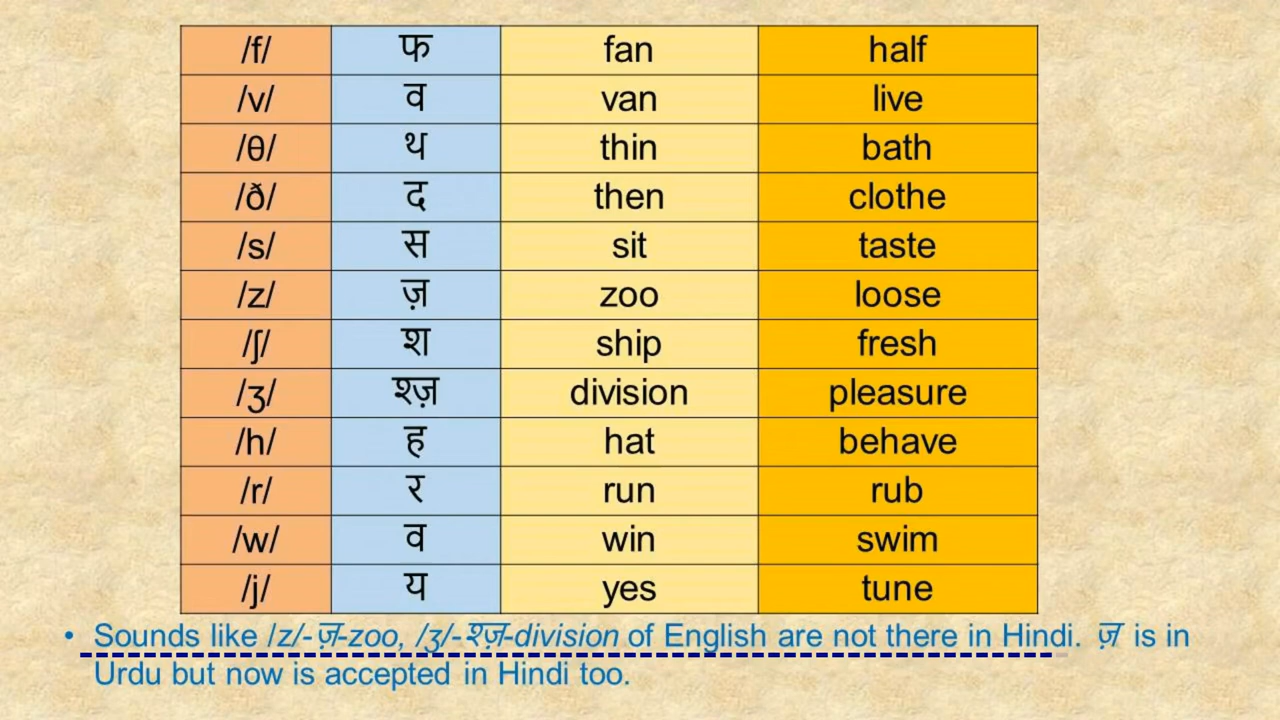 /f/ फ fan half
/v/ व van live
/θ/ थ thin bath
/ð/ द then clothe
/s/ स sit taste
/z/ ज़ zoo loose
/ʃ/ श ship fresh
/ʒ/ श्ज़ division pleasure
/h/ ह hat behave
/r/ र run rub
/w/ व win swim
/j/ य yes tune
• Sounds like /z/-ज़-zoo, /ʒ/-श्ज़-division of English are not there in Hindi. ज़ is in
Urdu but now is accepted in Hindi too.